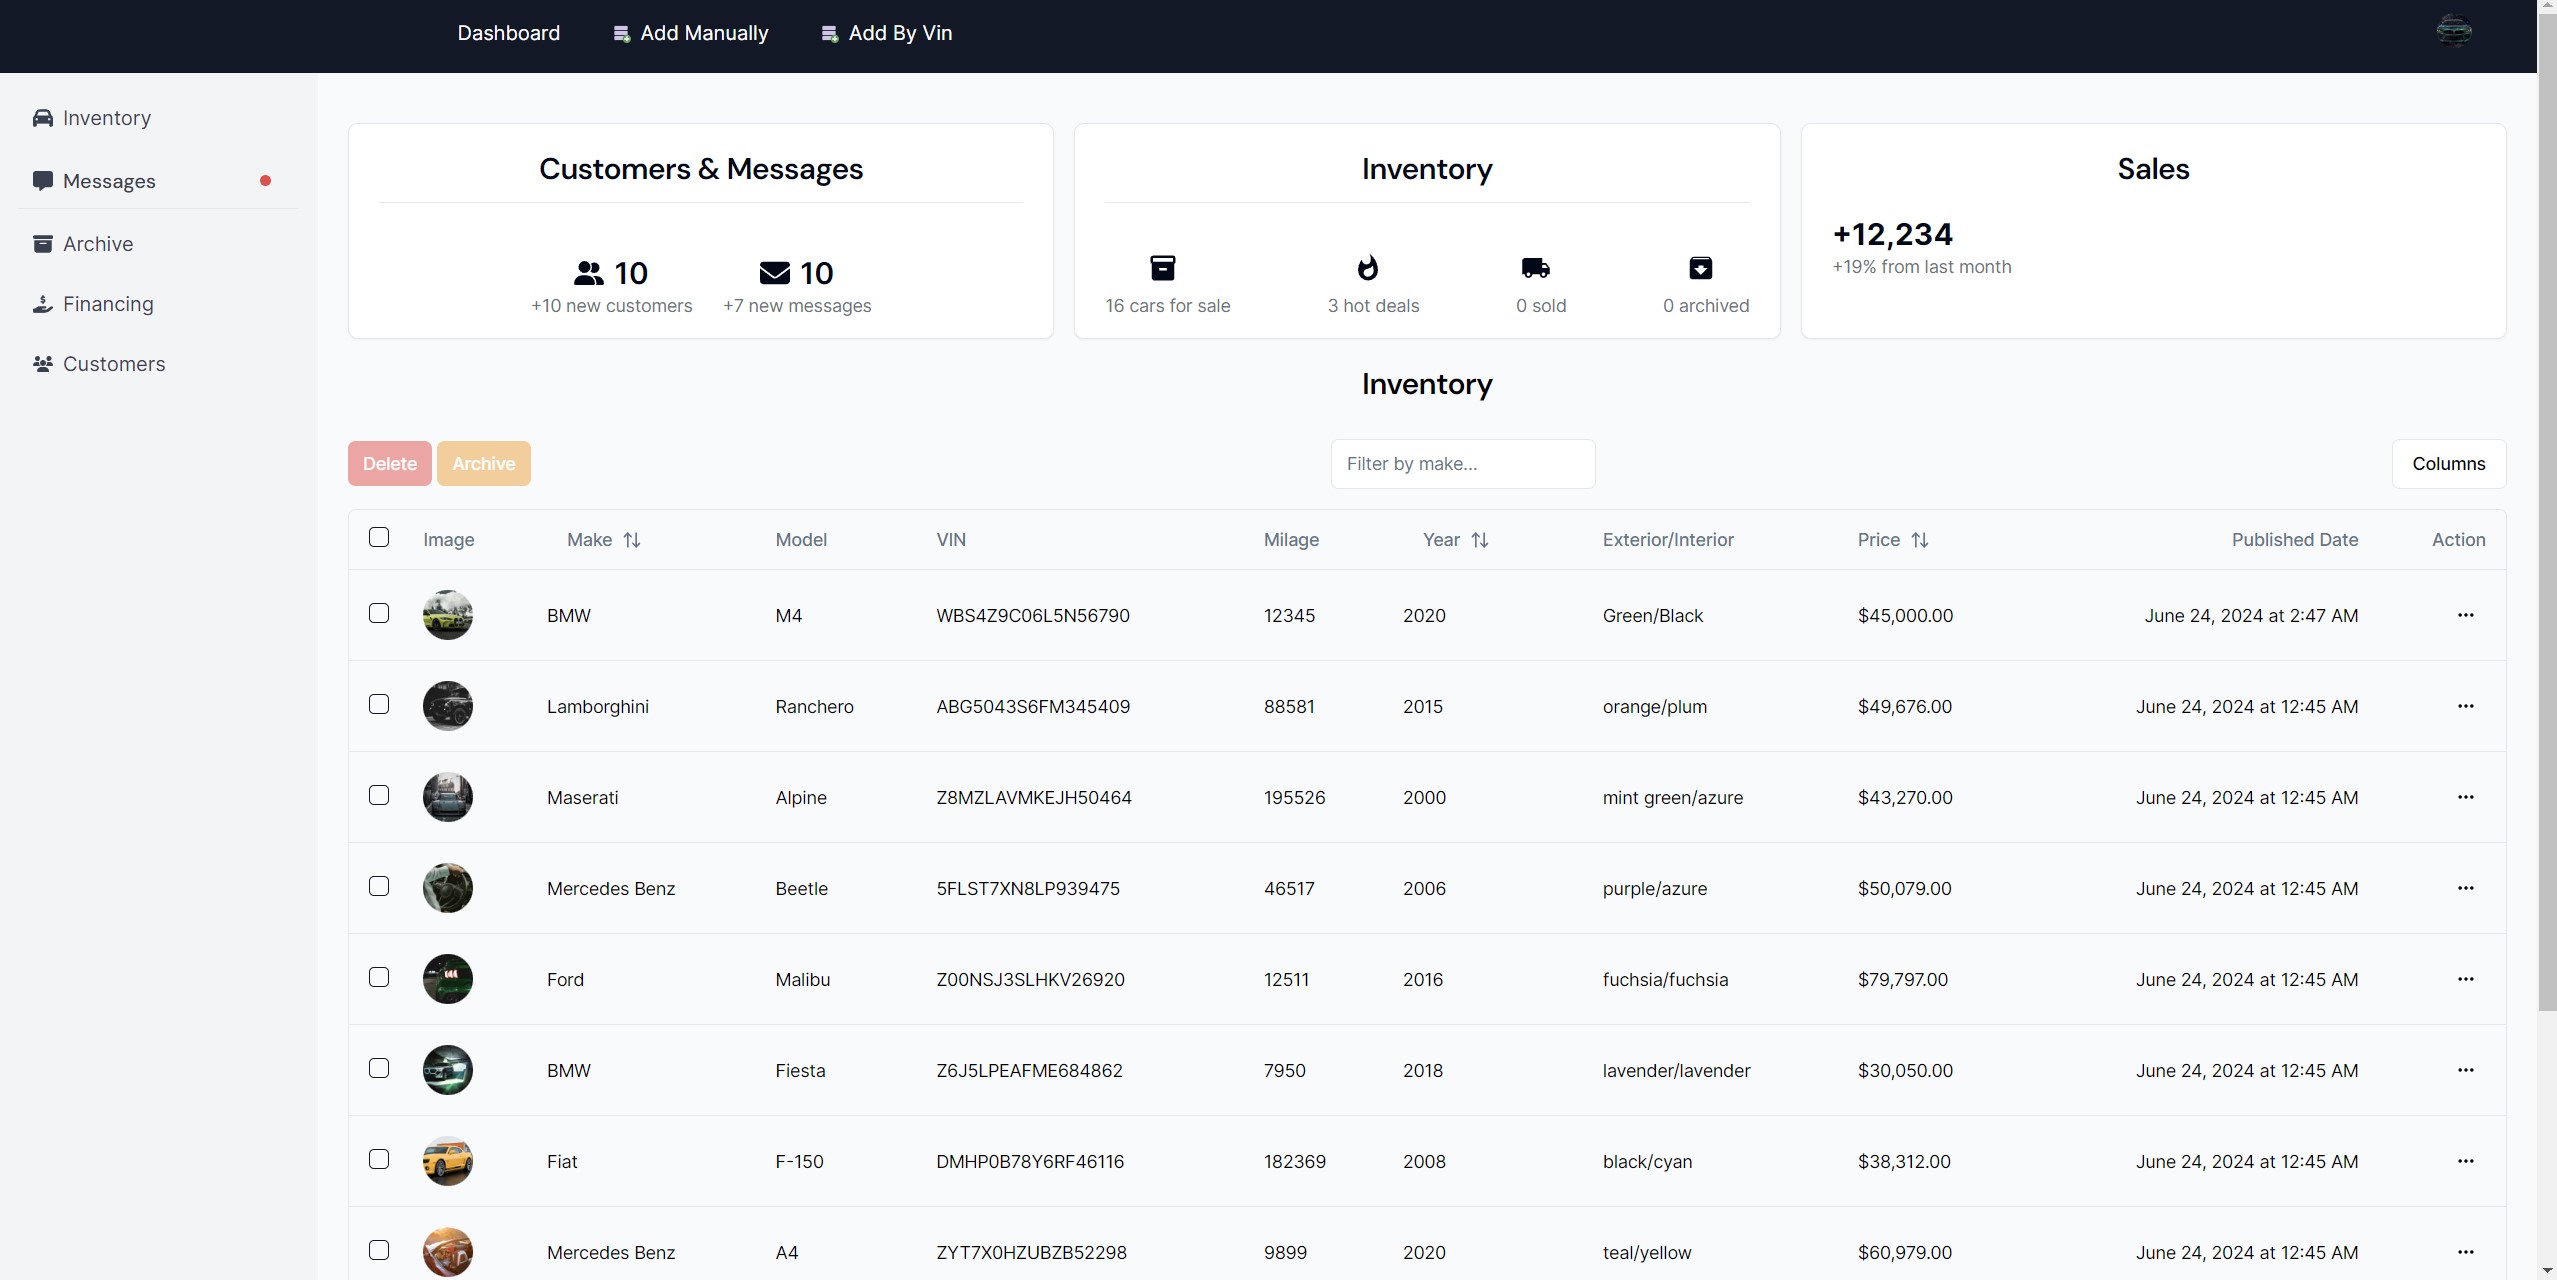 Dashboard Add Manually Add By Vin
Inventory
Messages
Archive
Financing
Customers
Customers & Messages
10 10
+10 new customers +7 new messages
Inventory
16 cars for sale 3 hot deals 0 sold 0 archived
Sales
+12,234
+19% from last month
Inventory
Delete Archive Filter by make... Columns
Image Make Model VIN Milage Year Exterior/Interior Price Published Date Action
BMW M4 WBS4Z9C06L5N56790 12345 2020 Green/Black $45,000.00 June 24, 2024 at 2:47 AM
Lamborghini Ranchero ABG5043S6FM345409 88581 2015 orange/plum $49,676.00 June 24, 2024 at 12:45 AM
Maserati Alpine Z8MZLAVMKEJH50464 195526 2000 mint green/azure $43,270.00 June 24, 2024 at 12:45 AM
Mercedes Benz Beetle 5FLST7XN8LP939475 46517 2006 purple/azure $50,079.00 June 24, 2024 at 12:45 AM
Ford Malibu Z00NSJ3SLHKV26920 12511 2016 fuchsia/fuchsia $79,797.00 June 24, 2024 at 12:45 AM
BMW Fiesta Z6J5LPEAFME684862 7950 2018 lavender/lavender $30,050.00 June 24, 2024 at 12:45 AM
Fiat F-150 DMHP0B78Y6RF46116 182369 2008 black/cyan $38,312.00 June 24, 2024 at 12:45 AM
Mercedes Benz A4 ZYT7X0HZUBZB52298 9899 2020 teal/yellow $60,979.00 June 24, 2024 at 12:45 AM